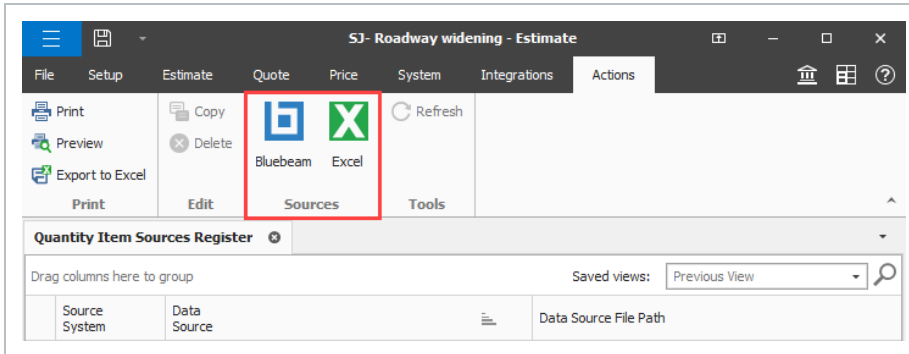 SJ- Roadway widening - Estimate
File Setup Estimate Quote Price System Integrations Actions
Print Copy Refresh
Preview Delete
Bluebeam Excel
Export to Excel
Print Edit Sources Tools
Quantity Item Sources Register
Drag columns here to group Saved views: Previous View
Source System Data Source Data Source File Path